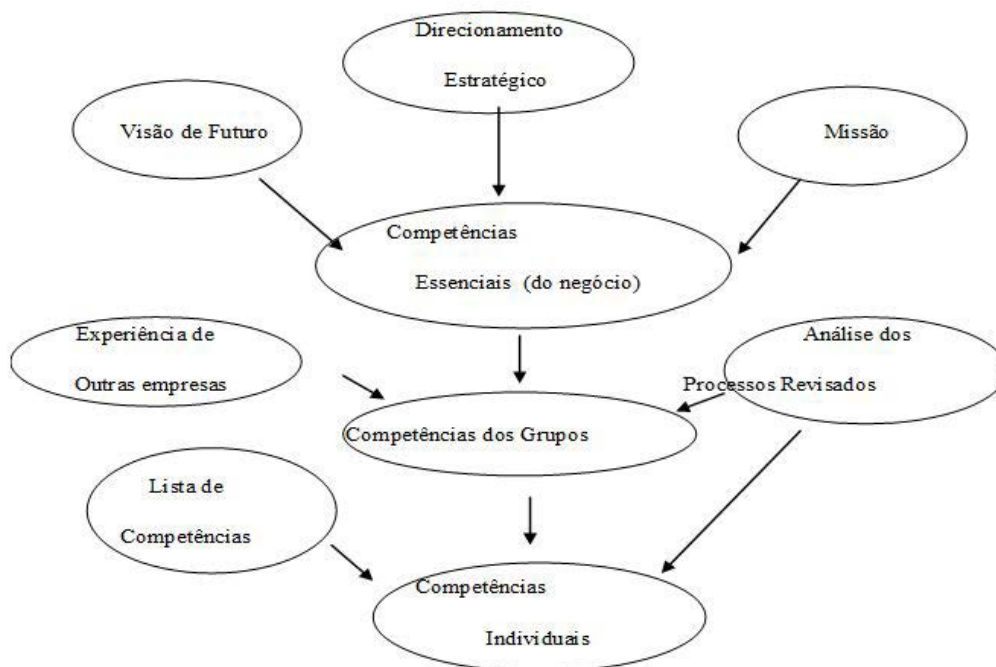 Direcionamento
Estratégico
Visão de Futuro
Missão
Competências
Essenciais (do negócio)
Experiência de
Outras empresas
Análise dos
Processos Revisados
Competências dos Grupos
Lista de
Competências
Competências
Individuais